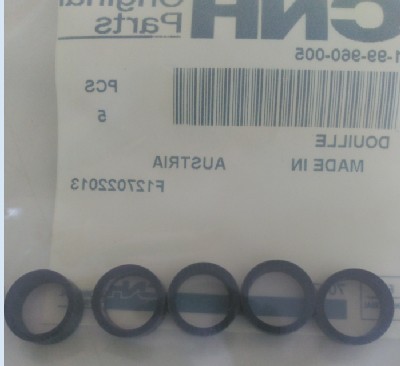 CNH Original
Parts
1-99-960-005
PCS
5
DOUILLE
MADE IN AUSTRIA
F127022013